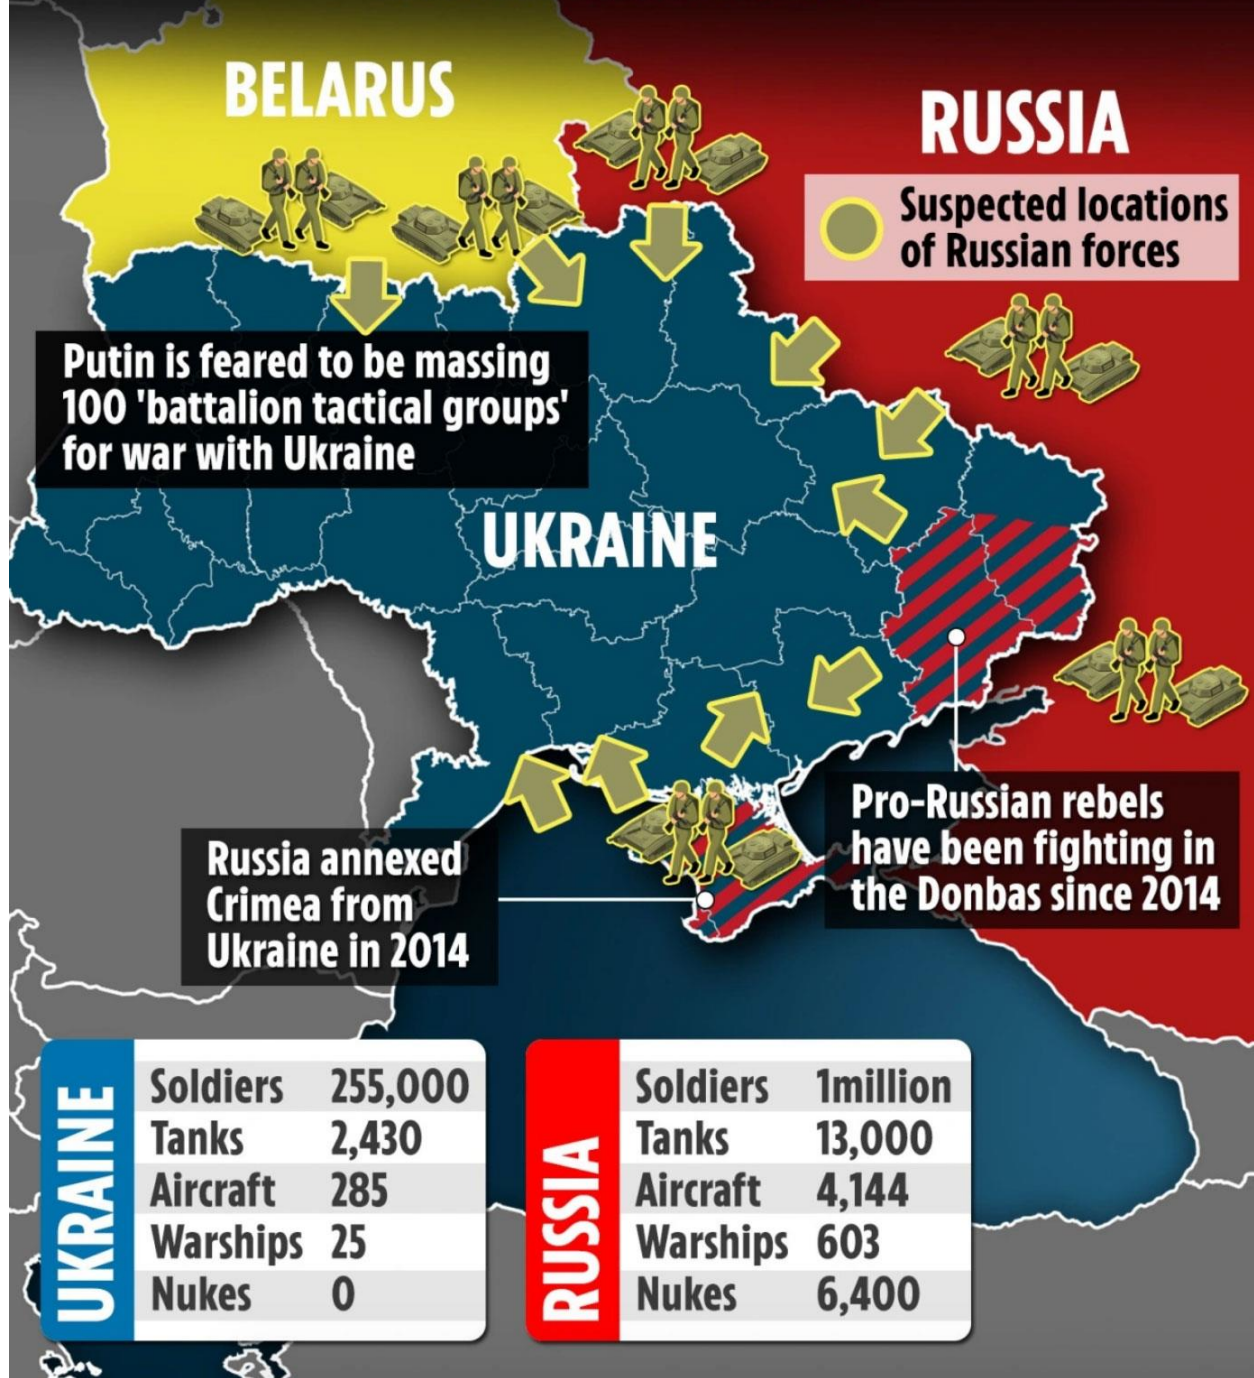 BELARUS
RUSSIA
Suspected locations
of Russian forces
Putin is feared to be massing
100 'battalion tactical groups'
for war with Ukraine
UKRAINE
Pro-Russian rebels
have been fighting in
the Donbas since 2014
Russia annexed
Crimea from
Ukraine in 2014
UKRAINE
Soldiers 255,000
Tanks 2,430
Aircraft 285
Warships 25
Nukes 0
RUSSIA
Soldiers 1million
Tanks 13,000
Aircraft 4,144
Warships 603
Nukes 6,400